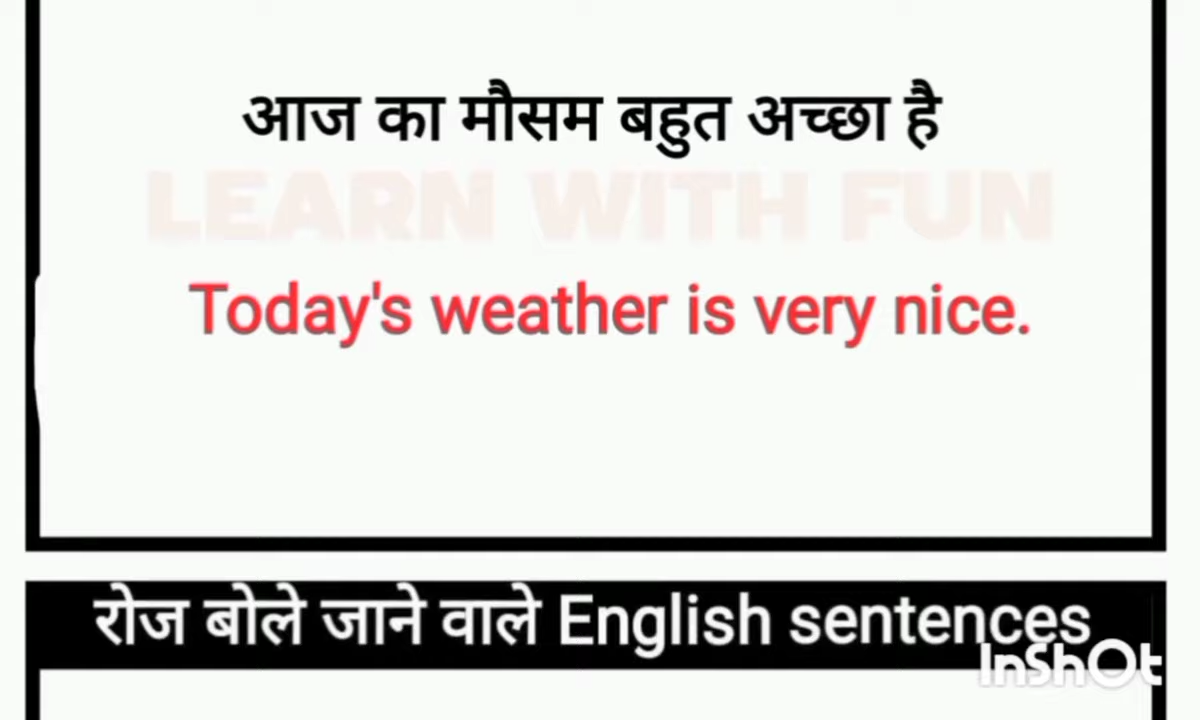 आज का मौसम बहुत अच्छा है
LEARN WITH FUN
Today's weather is very nice.
रोज बोले जाने वाले English sentences
InShOt